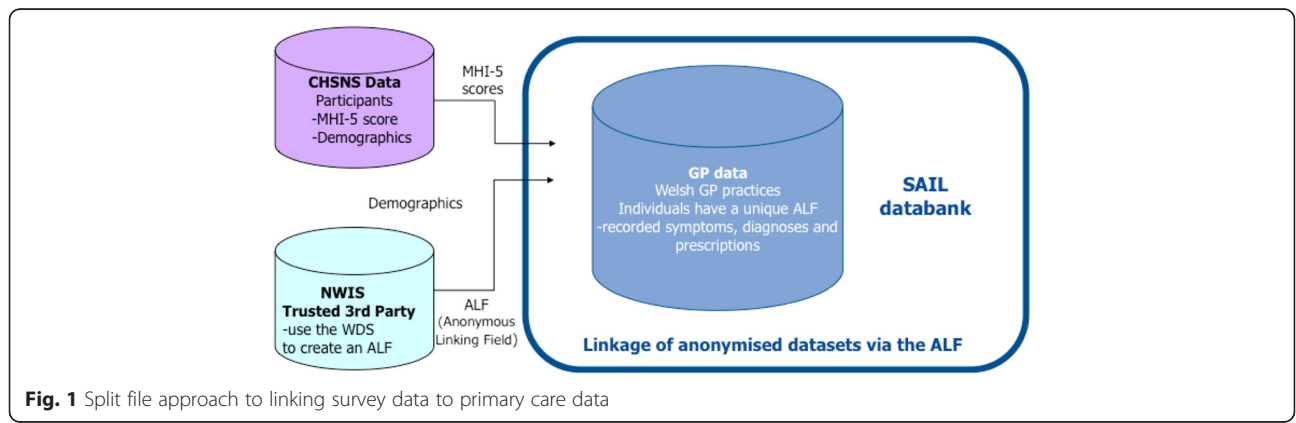 CHSNS Data
Participants
-MHI-5 score
-Demographics
MHI-5
scores
Demographics
NWIS
Trusted 3rd Party
-use the WDS
to create an ALF
ALF
(Anonymous
Linking Field)
GP data
Welsh GP practices
Individuals have a unique ALF
-recorded symptoms, diagnoses and
prescriptions
SAIL
databank
Linkage of anonymised datasets via the ALF
Fig. 1 Split file approach to linking survey data to primary care data